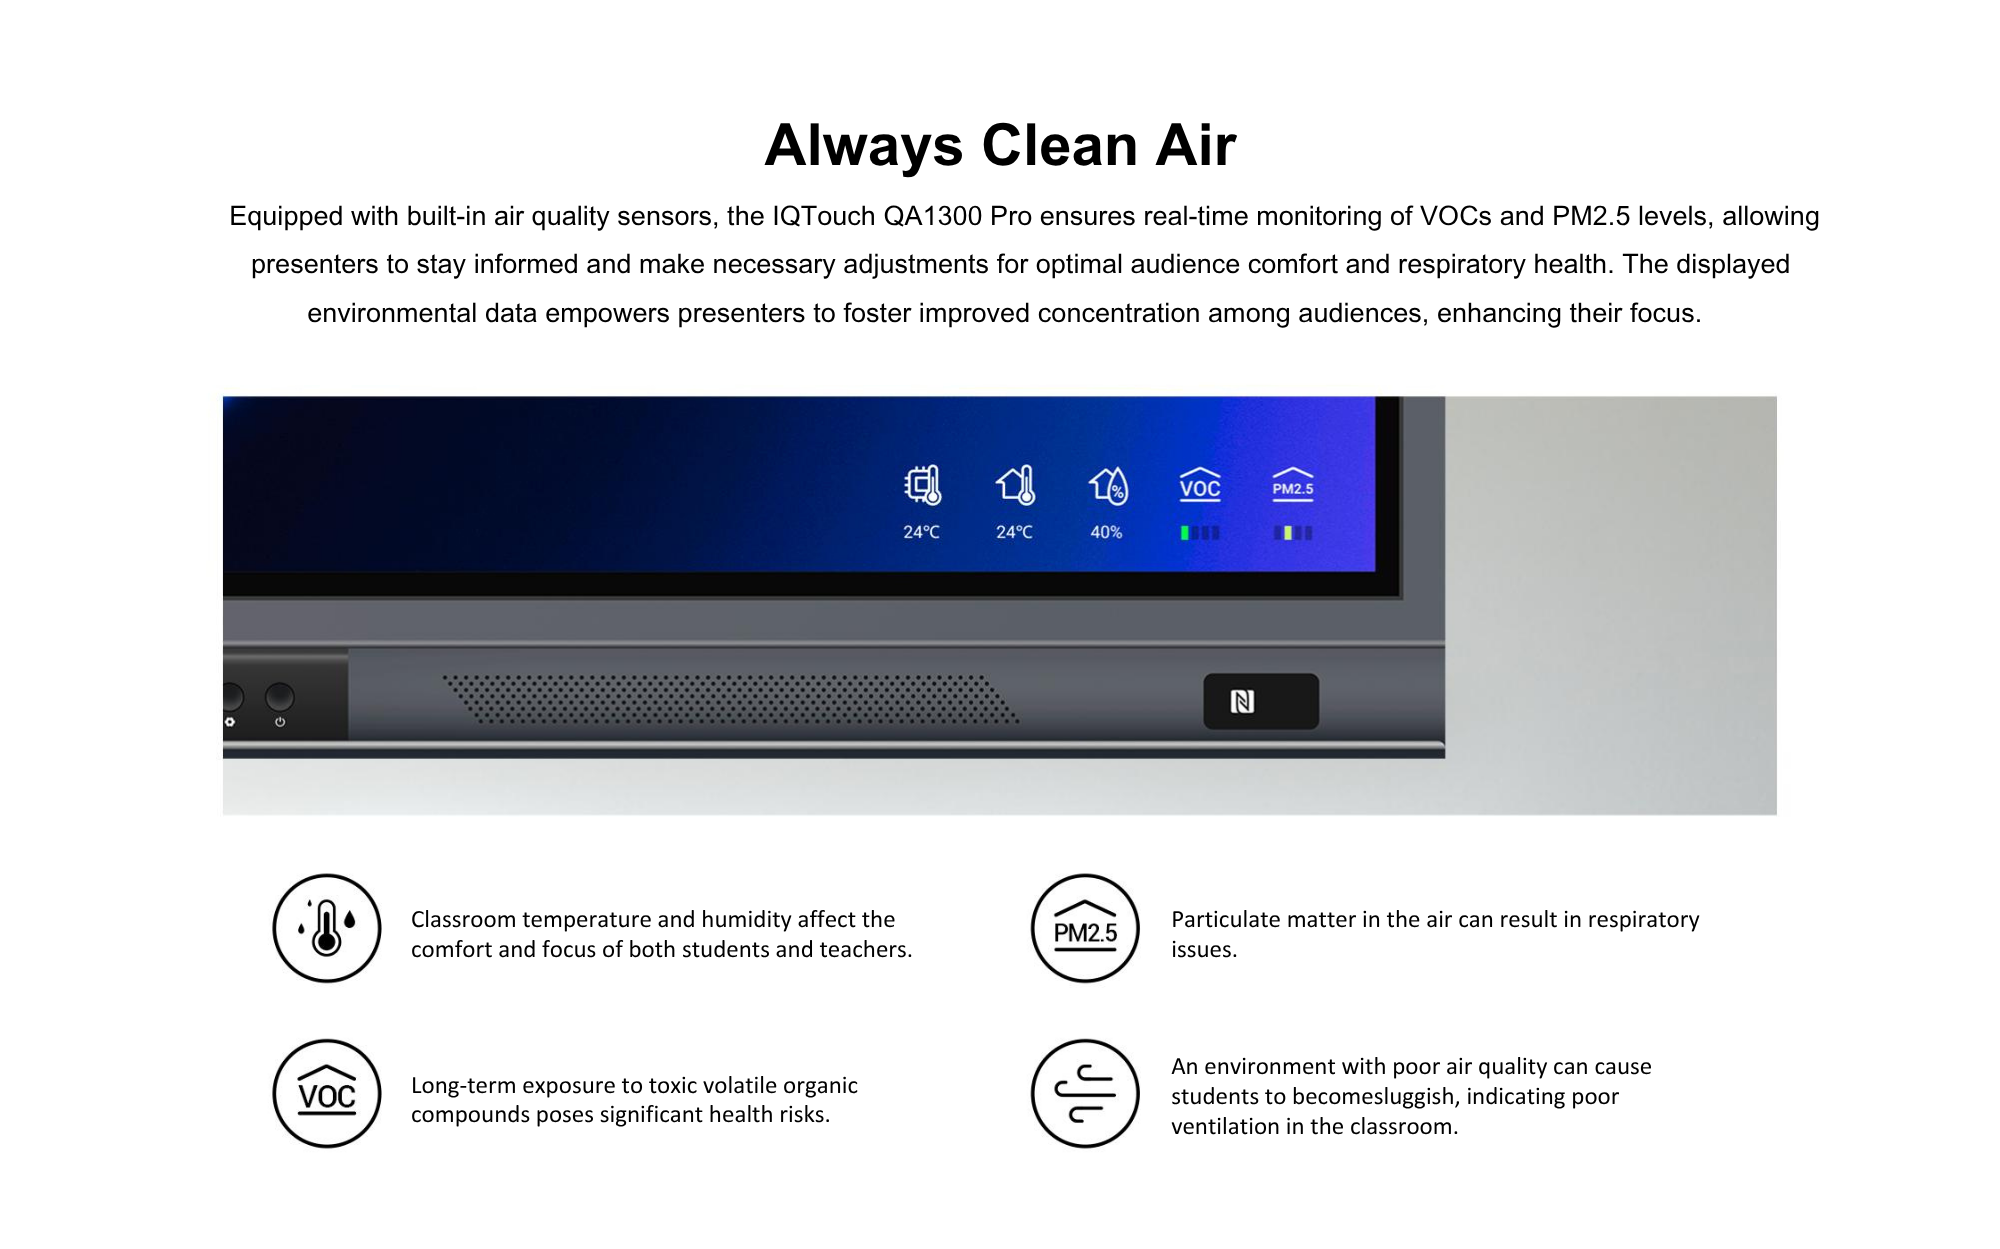 Always Clean Air
Equipped with built-in air quality sensors, the IQTouch QA1300 Pro ensures real-time monitoring of VOCs and PM2.5 levels, allowing
presenters to stay informed and make necessary adjustments for optimal audience comfort and respiratory health. The displayed
environmental data empowers presenters to foster improved concentration among audiences, enhancing their focus.
% VOC PM2.5
24°C 24°C 40%
Classroom temperature and humidity affect the
comfort and focus of both students and teachers.
PM2.5
Particulate matter in the air can result in respiratory
issues.
VOC
Long-term exposure to toxic volatile organic
compounds poses significant health risks.
An environment with poor air quality can cause
students to becomesluggish, indicating poor
ventilation in the classroom.